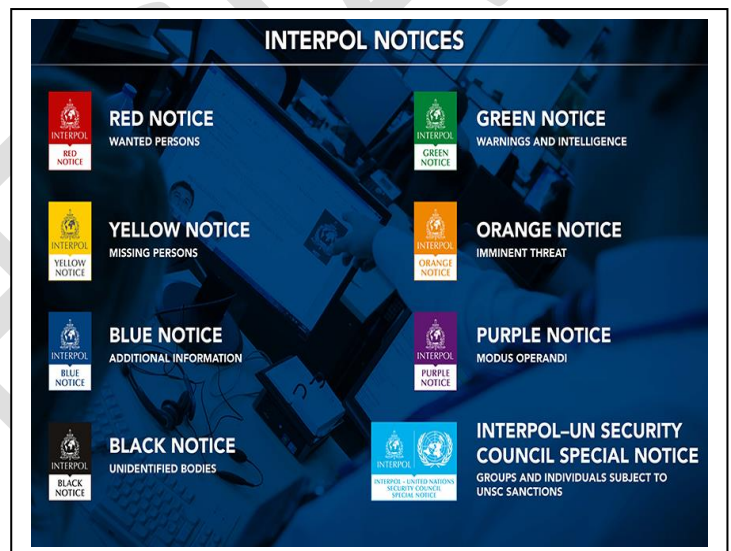 INTERPOL NOTICES
INTERPOL
RED
NOTICE
RED NOTICE
WANTED PERSONS
INTERPOL
GREEN
NOTICE
GREEN NOTICE
WARNINGS AND INTELLIGENCE
INTERPOL
YELLOW
NOTICE
YELLOW NOTICE
MISSING PERSONS
INTERPOL
ORANGE
NOTICE
ORANGE NOTICE
IMMINENT THREAT
INTERPOL
BLUE
NOTICE
BLUE NOTICE
ADDITIONAL INFORMATION
INTERPOL
PURPLE
NOTICE
PURPLE NOTICE
MODUS OPERANDI
INTERPOL
BLACK
NOTICE
BLACK NOTICE
UNIDENTIFIED BODIES
INTERPOL
INTERPOL - UNITED NATIONS
SECURITY COUNCIL
SPECIAL NOTICE
INTERPOL–UN SECURITY
COUNCIL SPECIAL NOTICE
GROUPS AND INDIVIDUALS SUBJECT TO
UNSC SANCTIONS